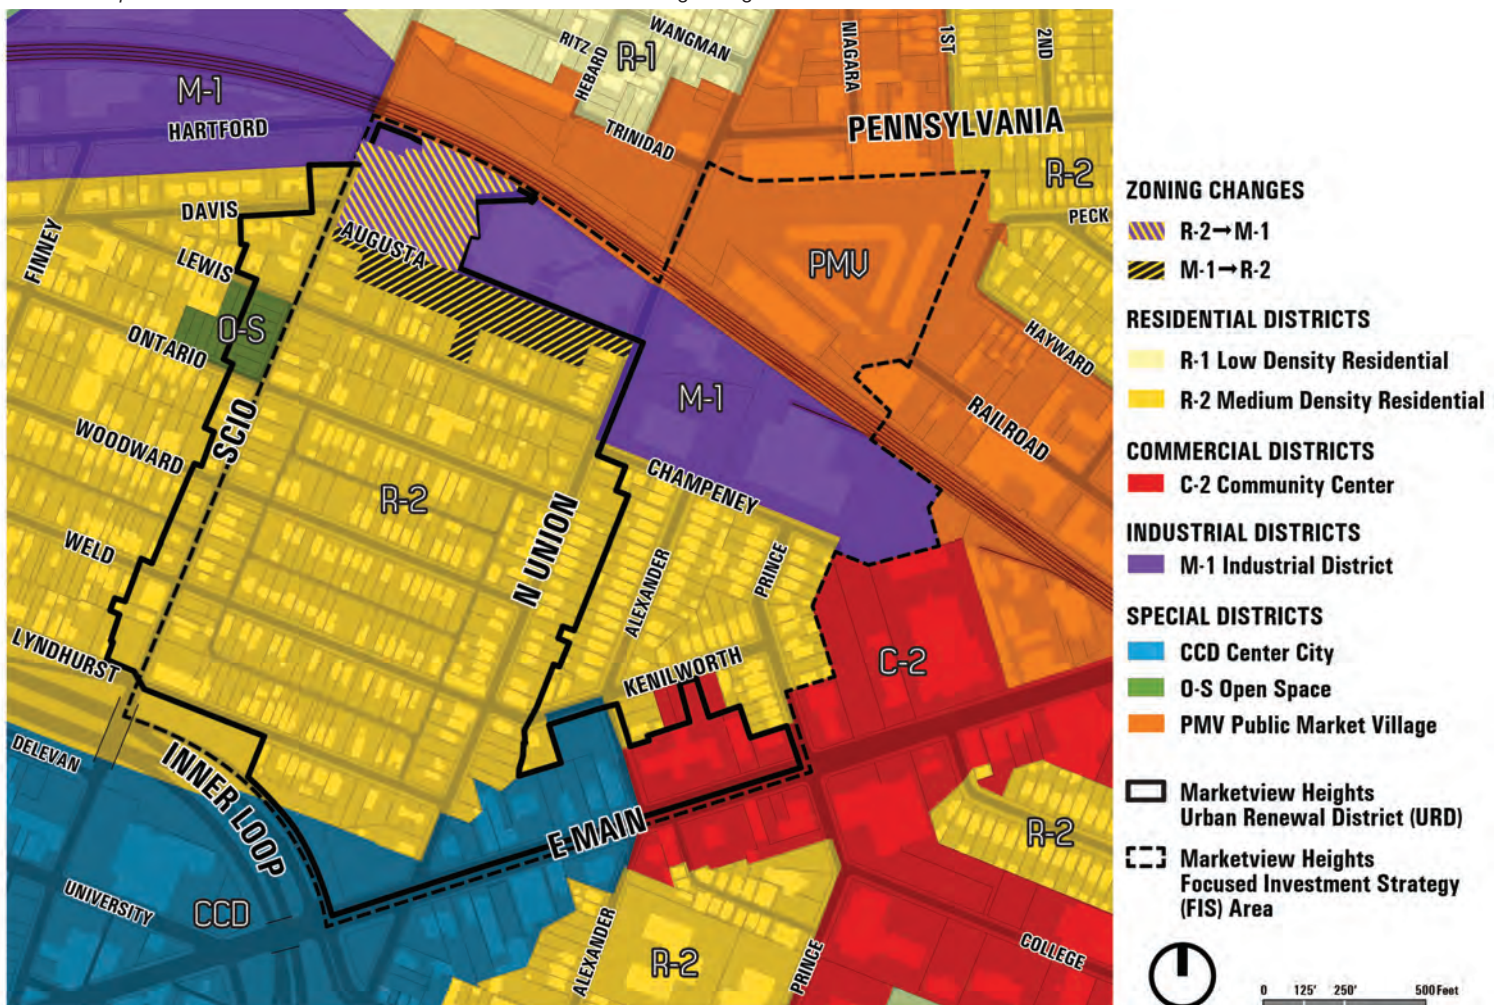 WANGMAN
RITZ
HEBARD
R-1
NIAGARA
1ST
2ND
M-1
HARTFORD
TRINIDAD
PENNSYLVANIA
R-2
PECK
DAVIS
AUGUSTA
FINNEY
LEWIS
PMV
O-S
ONTARIO
HAYWARD
M-1
SCIO
RAILROAD
WOODWARD
CHAMPENEY
R-2
N UNION
WELD
ALEXANDER
PRINCE
LYNDHURST
KENILWORTH
C-2
DELEVAN
INNER LOOP
E MAIN
R-2
UNIVERSITY
CCD
ALEXANDER
R-2
PRINCE
COLLEGE
ZONING CHANGES
R-2→M-1
M-1→R-2
RESIDENTIAL DISTRICTS
R-1 Low Density Residential
R-2 Medium Density Residential
COMMERCIAL DISTRICTS
C-2 Community Center
INDUSTRIAL DISTRICTS
M-1 Industrial District
SPECIAL DISTRICTS
CCD Center City
O-S Open Space
PMV Public Market Village
Marketview Heights
Urban Renewal District (URD)
Marketview Heights
Focused Investment Strategy
(FIS) Area
0 125' 250' 500 Feet